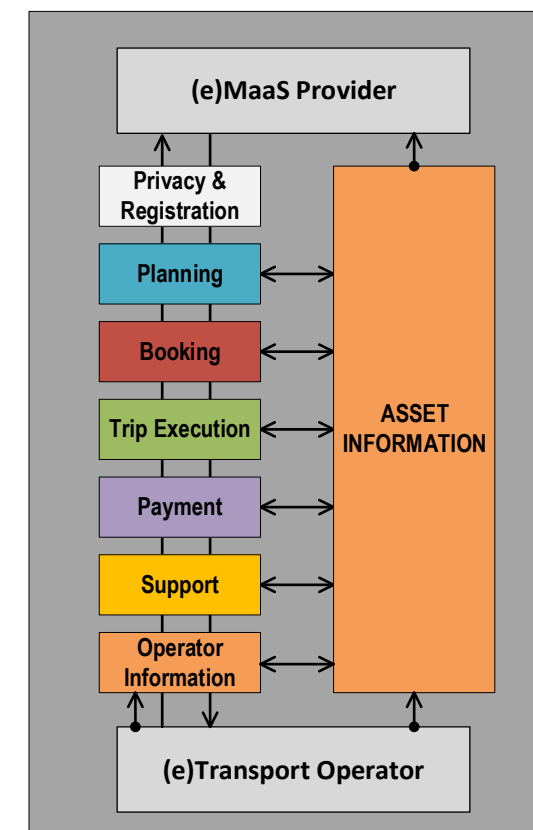 (e)MaaS Provider
Privacy &
Registration
Planning
Booking
Trip Execution
Payment
Support
Operator
Information
ASSET
INFORMATION
(e)Transport Operator